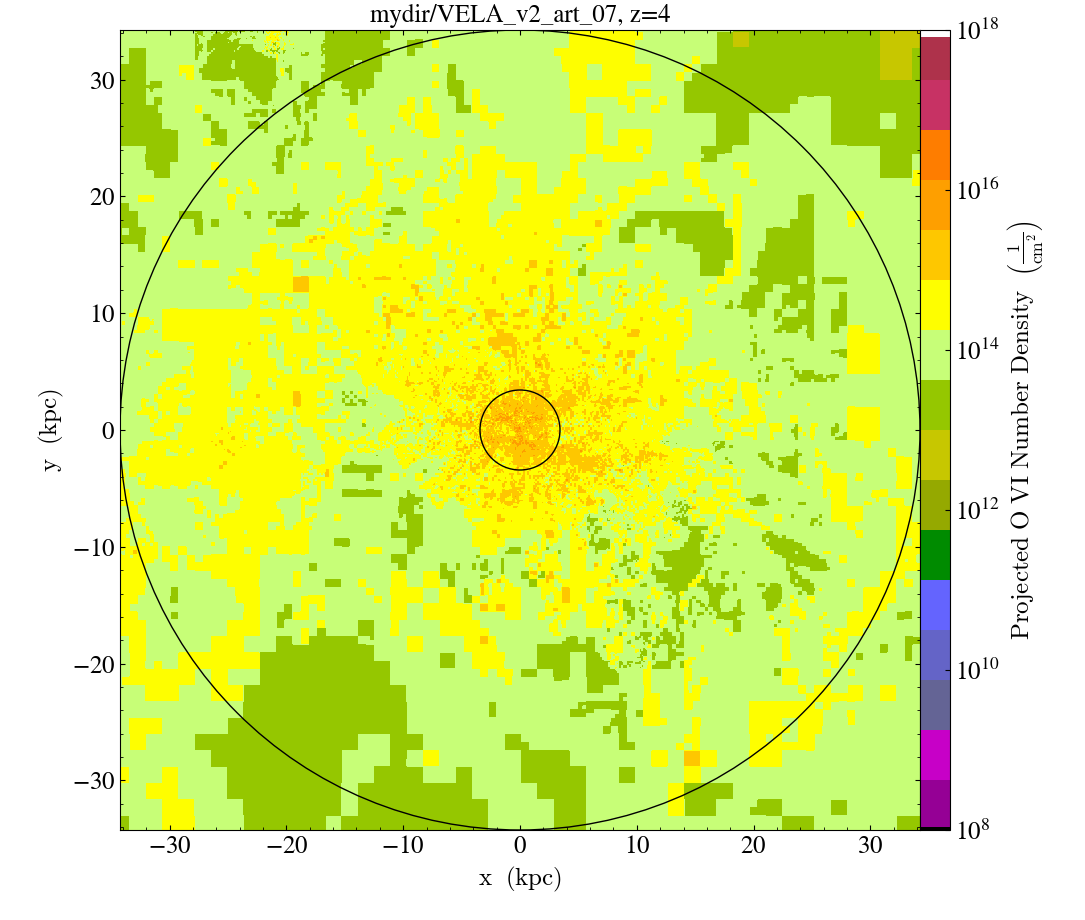 mydir/VELA_v2_art_07, z=4
y (kpc)
30
20
10
0
−10
−20
−30
−30 −20 −10 0 10 20 30
x (kpc)
10^18
10^16
10^14
10^12
10^10
10^8
Projected O VI Number Density (1/cm^2)